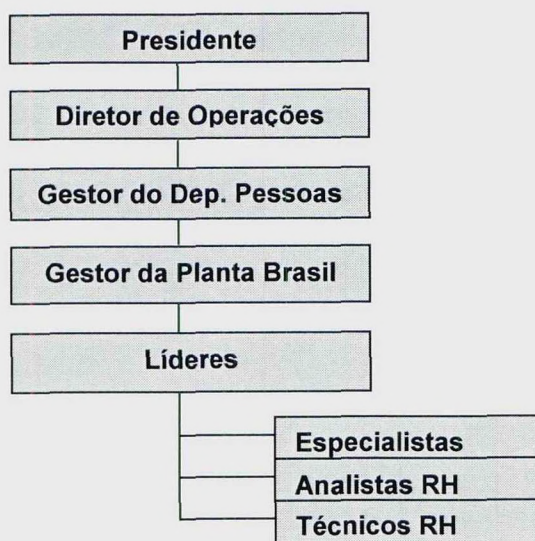 Presidente
Diretor de Operações
Gestor do Dep. Pessoas
Gestor da Planta Brasil
Líderes
Especialistas
Analistas RH
Técnicos RH